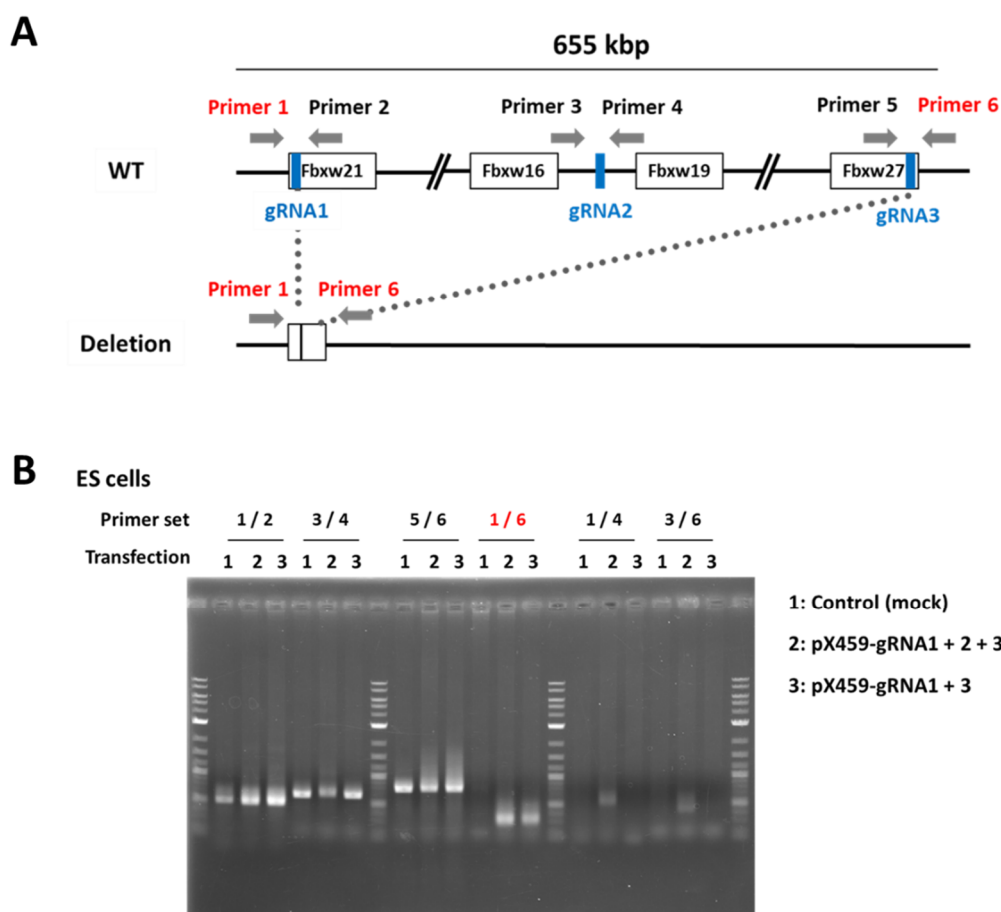 A
655 kbp
Primer 1 Primer 2 Primer 3 Primer 4 Primer 5 Primer 6
WT
Fbxw21 Fbxw16 Fbxw19 Fbxw27
gRNA1 gRNA2 gRNA3
Primer 1 Primer 6
Deletion
B
ES cells
Primer set 1 / 2 3 / 4 5 / 6 1 / 6 1 / 4 3 / 6
Transfection 1 2 3 1 2 3 1 2 3 1 2 3 1 2 3 1 2 3
1: Control (mock)
2: pX459-gRNA1 + 2 + 3
3: pX459-gRNA1 + 3